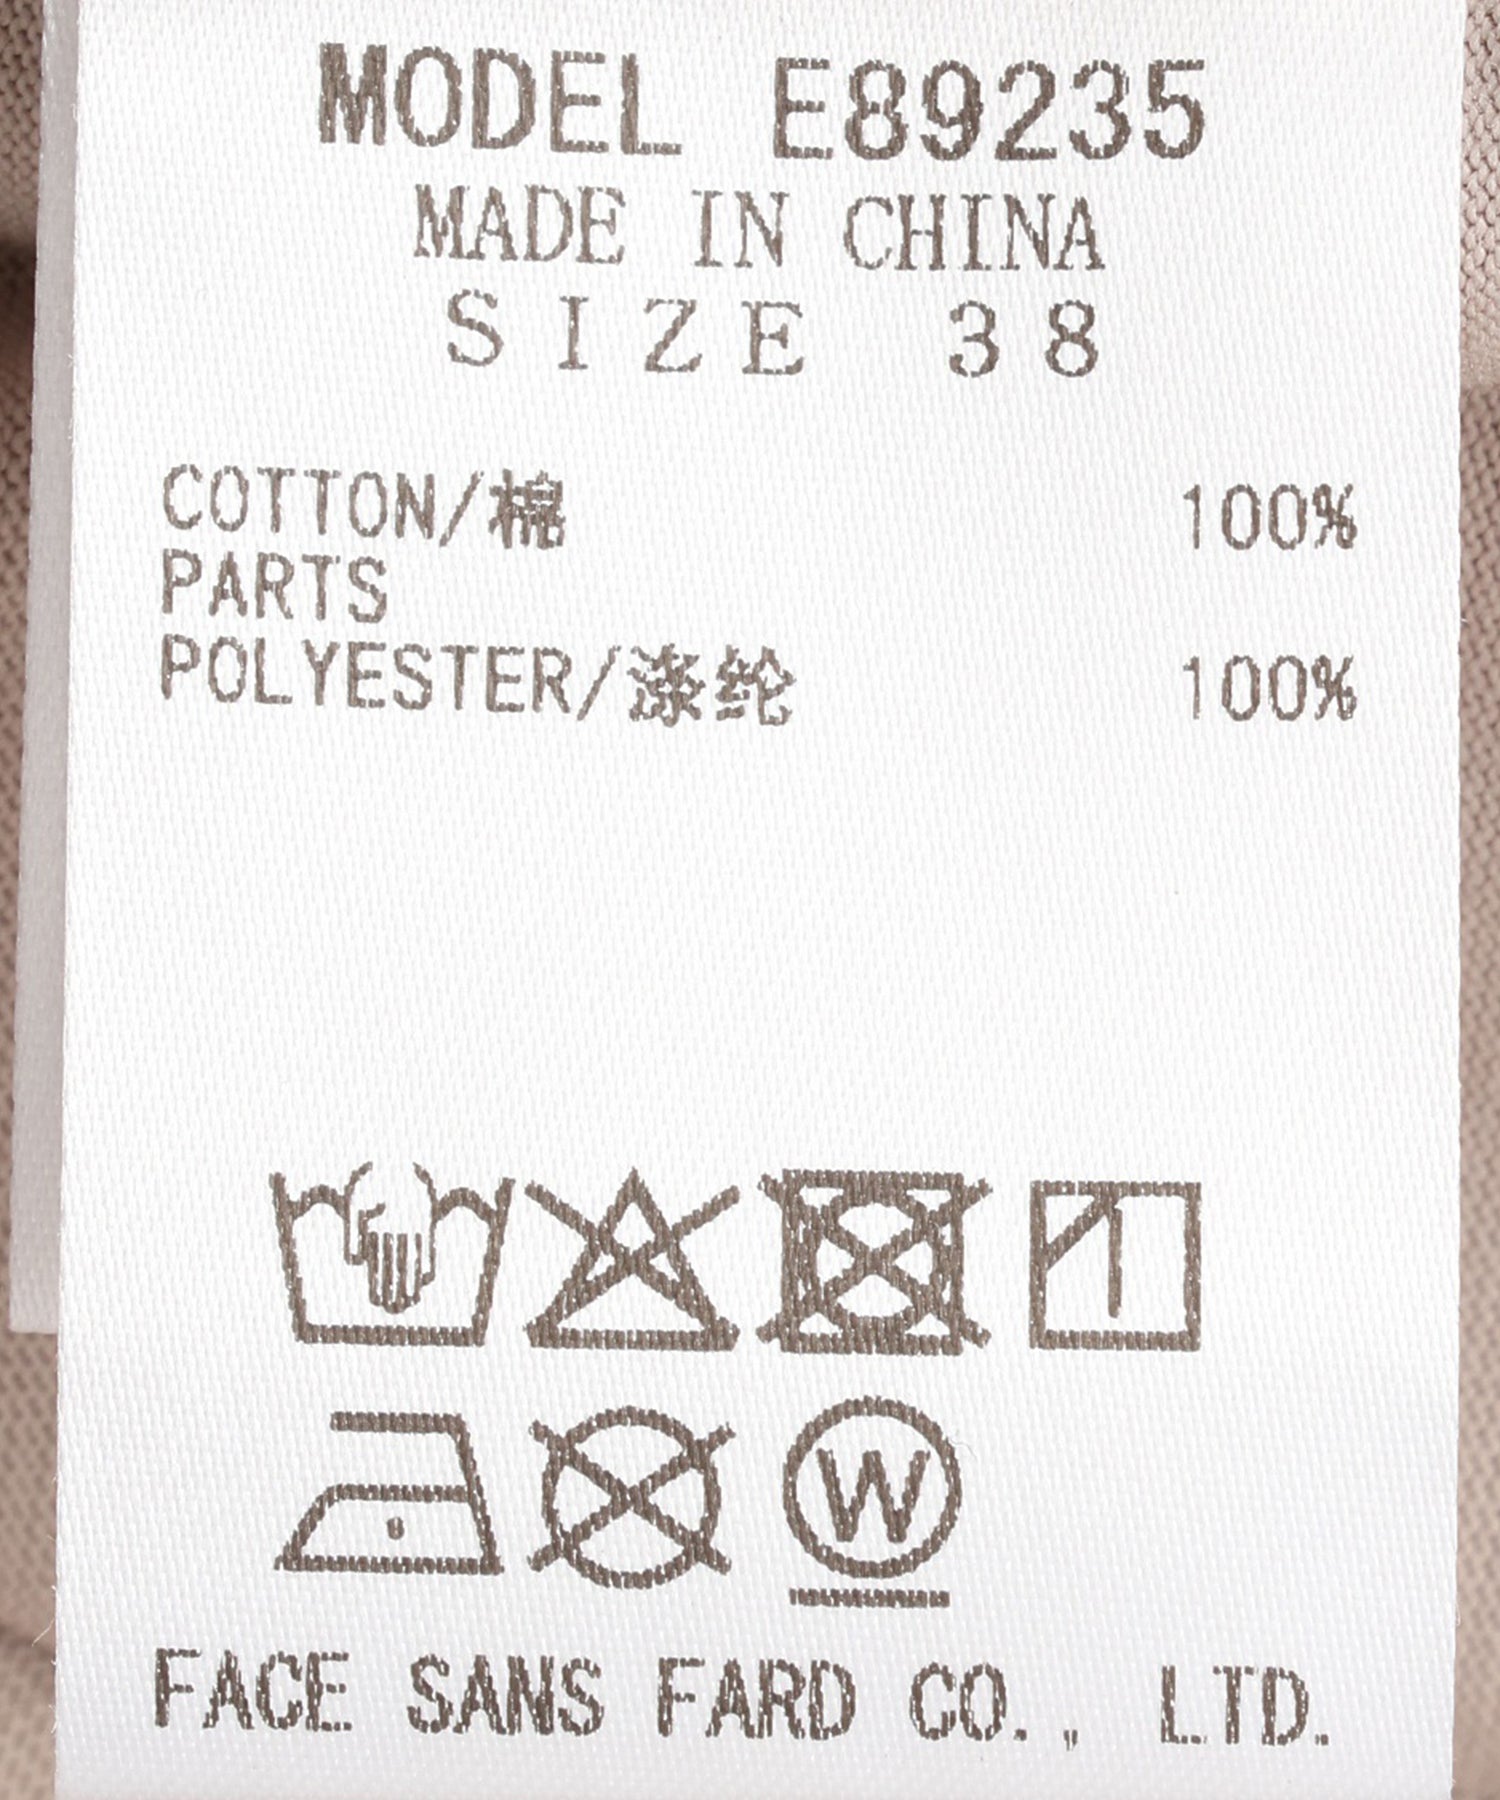 MODEL E89235
MADE IN CHINA
SIZE 38
COTTON/棉 100%
PARTS
POLYESTER/涤纶 100%
W
FACE SANS FARD CO., LTD.